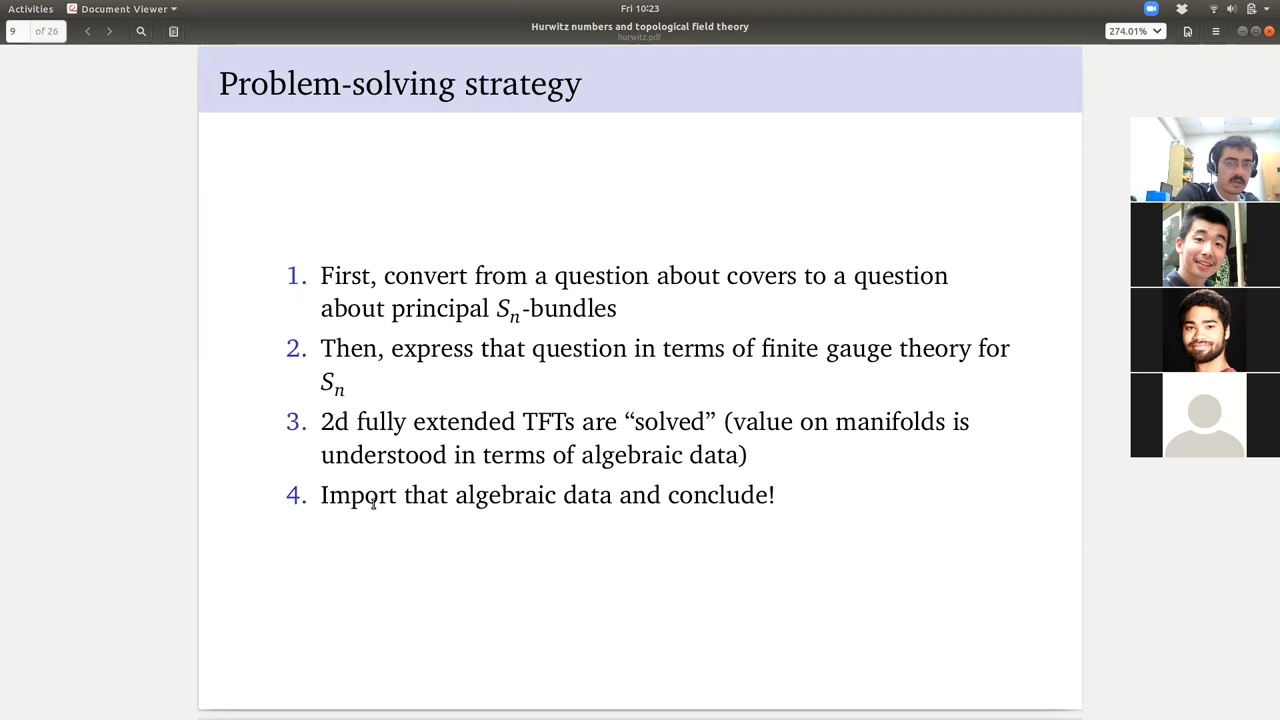 Activities Document Viewer Fri 10:23
9 of 26 Hurwitz numbers and topological field theory 274.01%
hurwitz.pdf
Problem-solving strategy
1. First, convert from a question about covers to a question
about principal Sn-bundles
2. Then, express that question in terms of finite gauge theory for
Sn
3. 2d fully extended TFTs are “solved” (value on manifolds is
understood in terms of algebraic data)
4. Import that algebraic data and conclude!